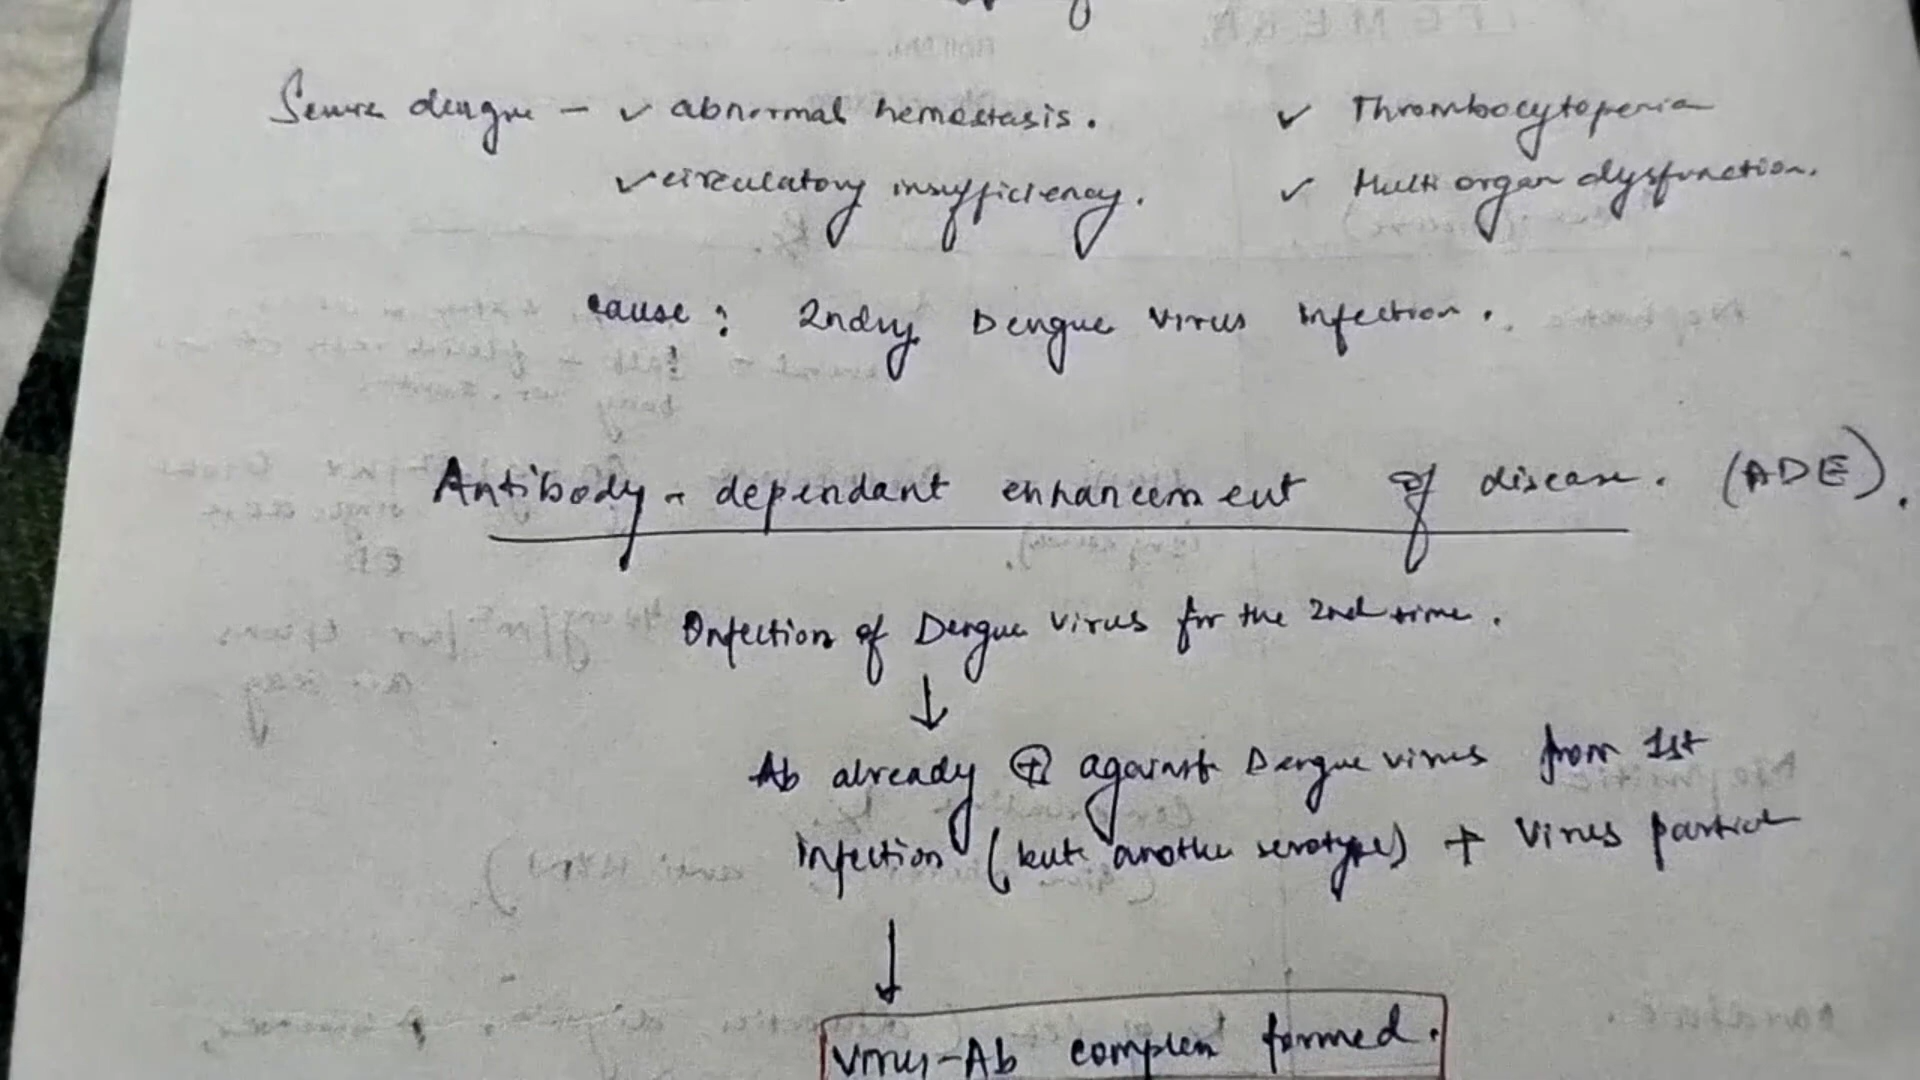 Severe dengue - ✓ abnormal hemostasis. ✓ Thrombocytopenia
✓ circulatory insufficiency. ✓ Multi organ dysfunction.
cause: 2ndry Dengue virus infection.
Antibody - dependant enhancement of disease. (ADE).
Infection of Dengue virus for the 2nd time.
↓
Ab already ⊕ against Dengue virus from 1st
infection (but another serotype) + Virus particle
↓
Virus-Ab complex formed.